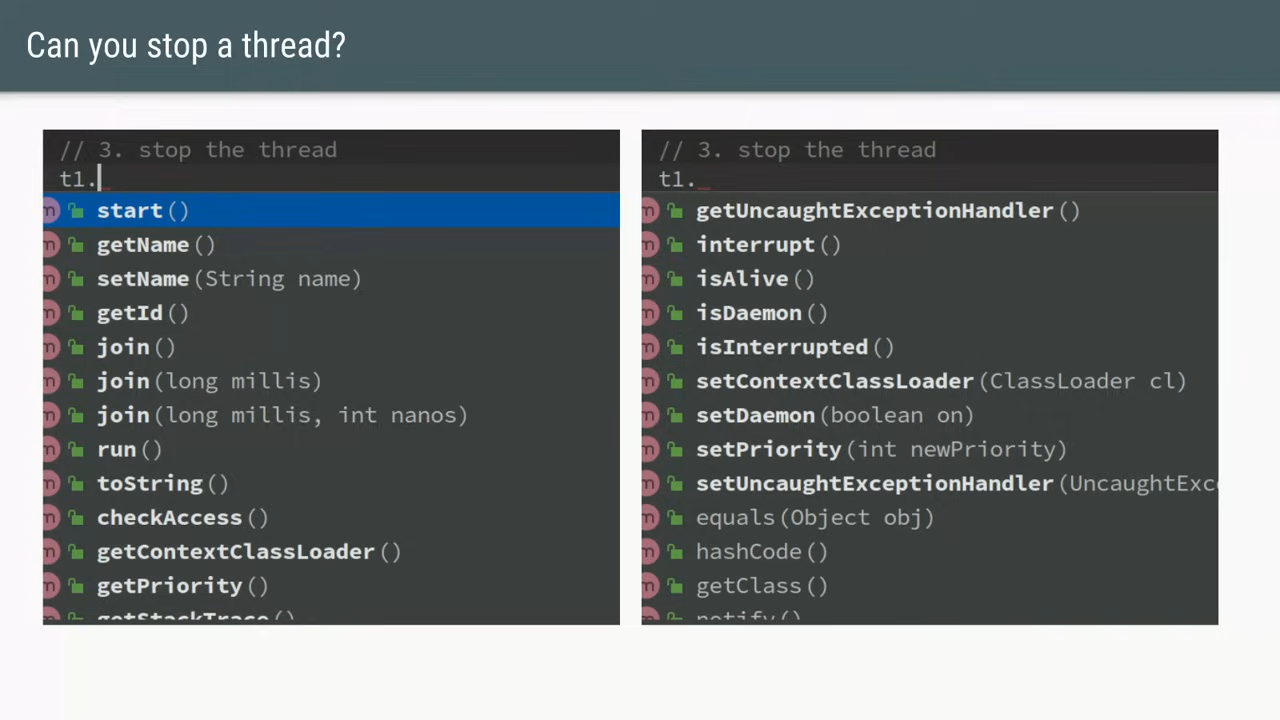 Can you stop a thread?
// 3. stop the thread
t1.
start()
getName()
setName(String name)
getId()
join()
join(long millis)
join(long millis, int nanos)
run()
toString()
checkAccess()
getContextClassLoader()
getPriority()
getStackTrace()
// 3. stop the thread
t1._
getUncaughtExceptionHandler()
interrupt()
isAlive()
isDaemon()
isInterrupted()
setContextClassLoader(ClassLoader cl)
setDaemon(boolean on)
setPriority(int newPriority)
setUncaughtExceptionHandler(UncaughtExc
equals(Object obj)
hashCode()
getClass()
notify()